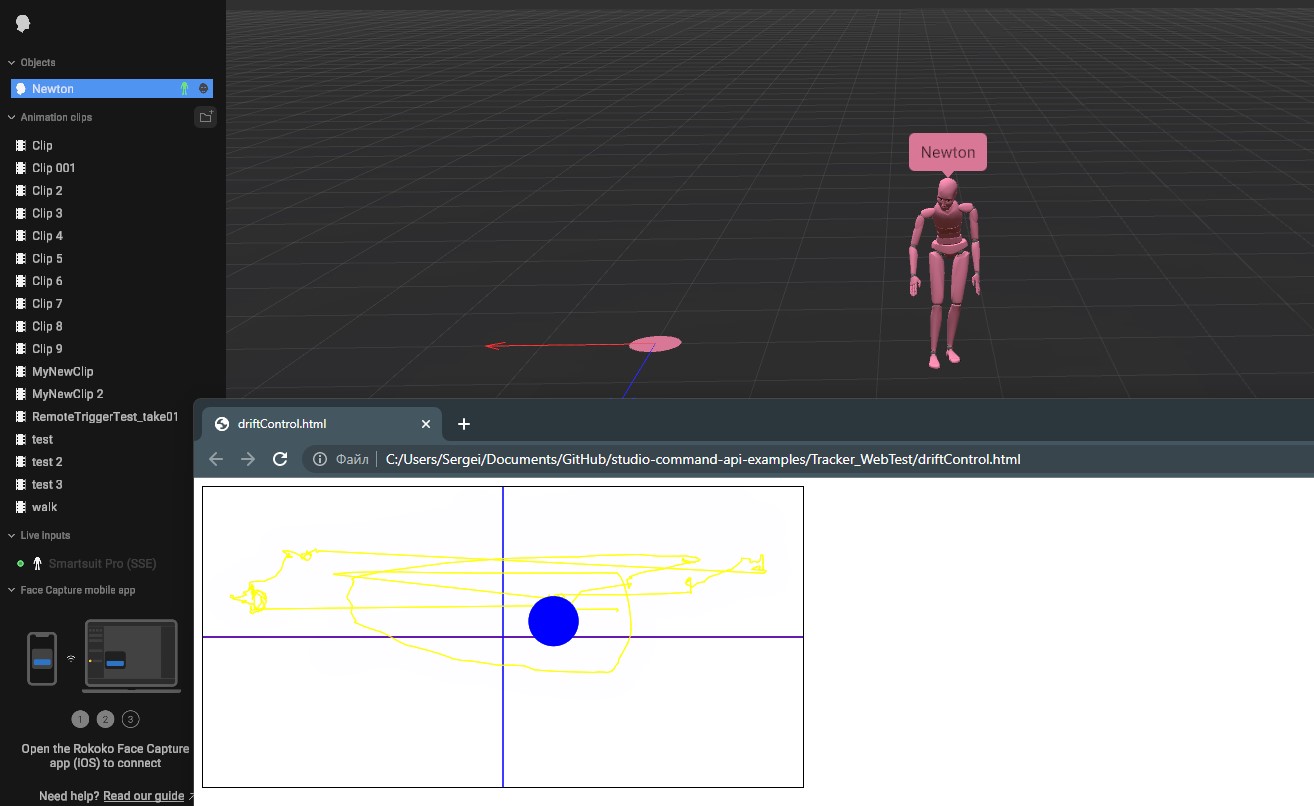 Objects
Newton
Animation clips
Clip
Clip 001
Clip 2
Clip 3
Clip 4
Clip 5
Clip 6
Clip 7
Clip 8
Clip 9
MyNewClip
MyNewClip 2
RemoteTriggerTest_take01
test
test 2
test 3
walk
Live Inputs
Smartsuit Pro (SSE)
Face Capture mobile app
1 2 3
Open the Rokoko Face Capture
app (iOS) to connect
Need help? Read our guide
Newton
driftControl.html
Файл C:/Users/Sergei/Documents/GitHub/studio-command-api-examples/Tracker_WebTest/driftControl.html